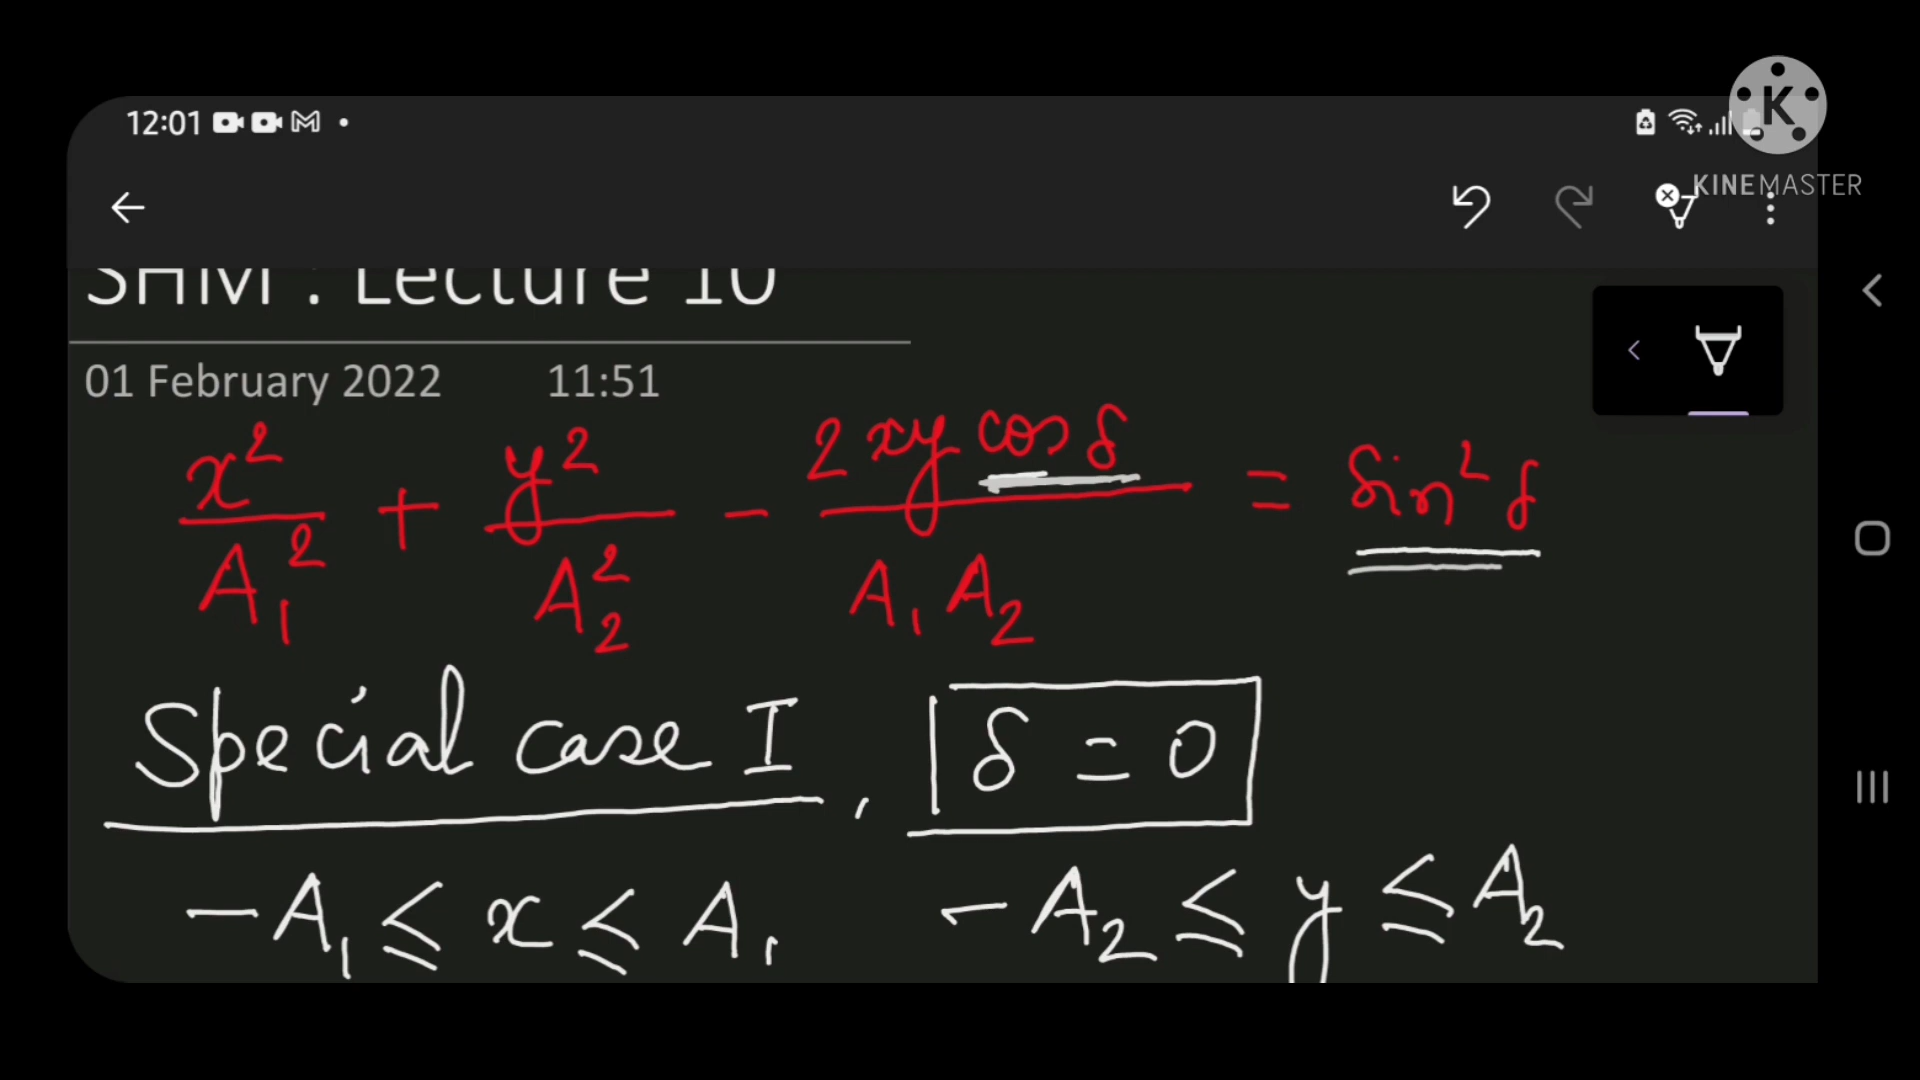 12:01
K
KINEMASTER
SHM : Lecture 10
01 February 2022 11:51
x²/A₁² + y²/A₂² - 2xy cos δ/A₁A₂ = sin² δ
Special case I, δ = 0
-A₁ ≤ x ≤ A₁ -A₂ ≤ y ≤ A₂